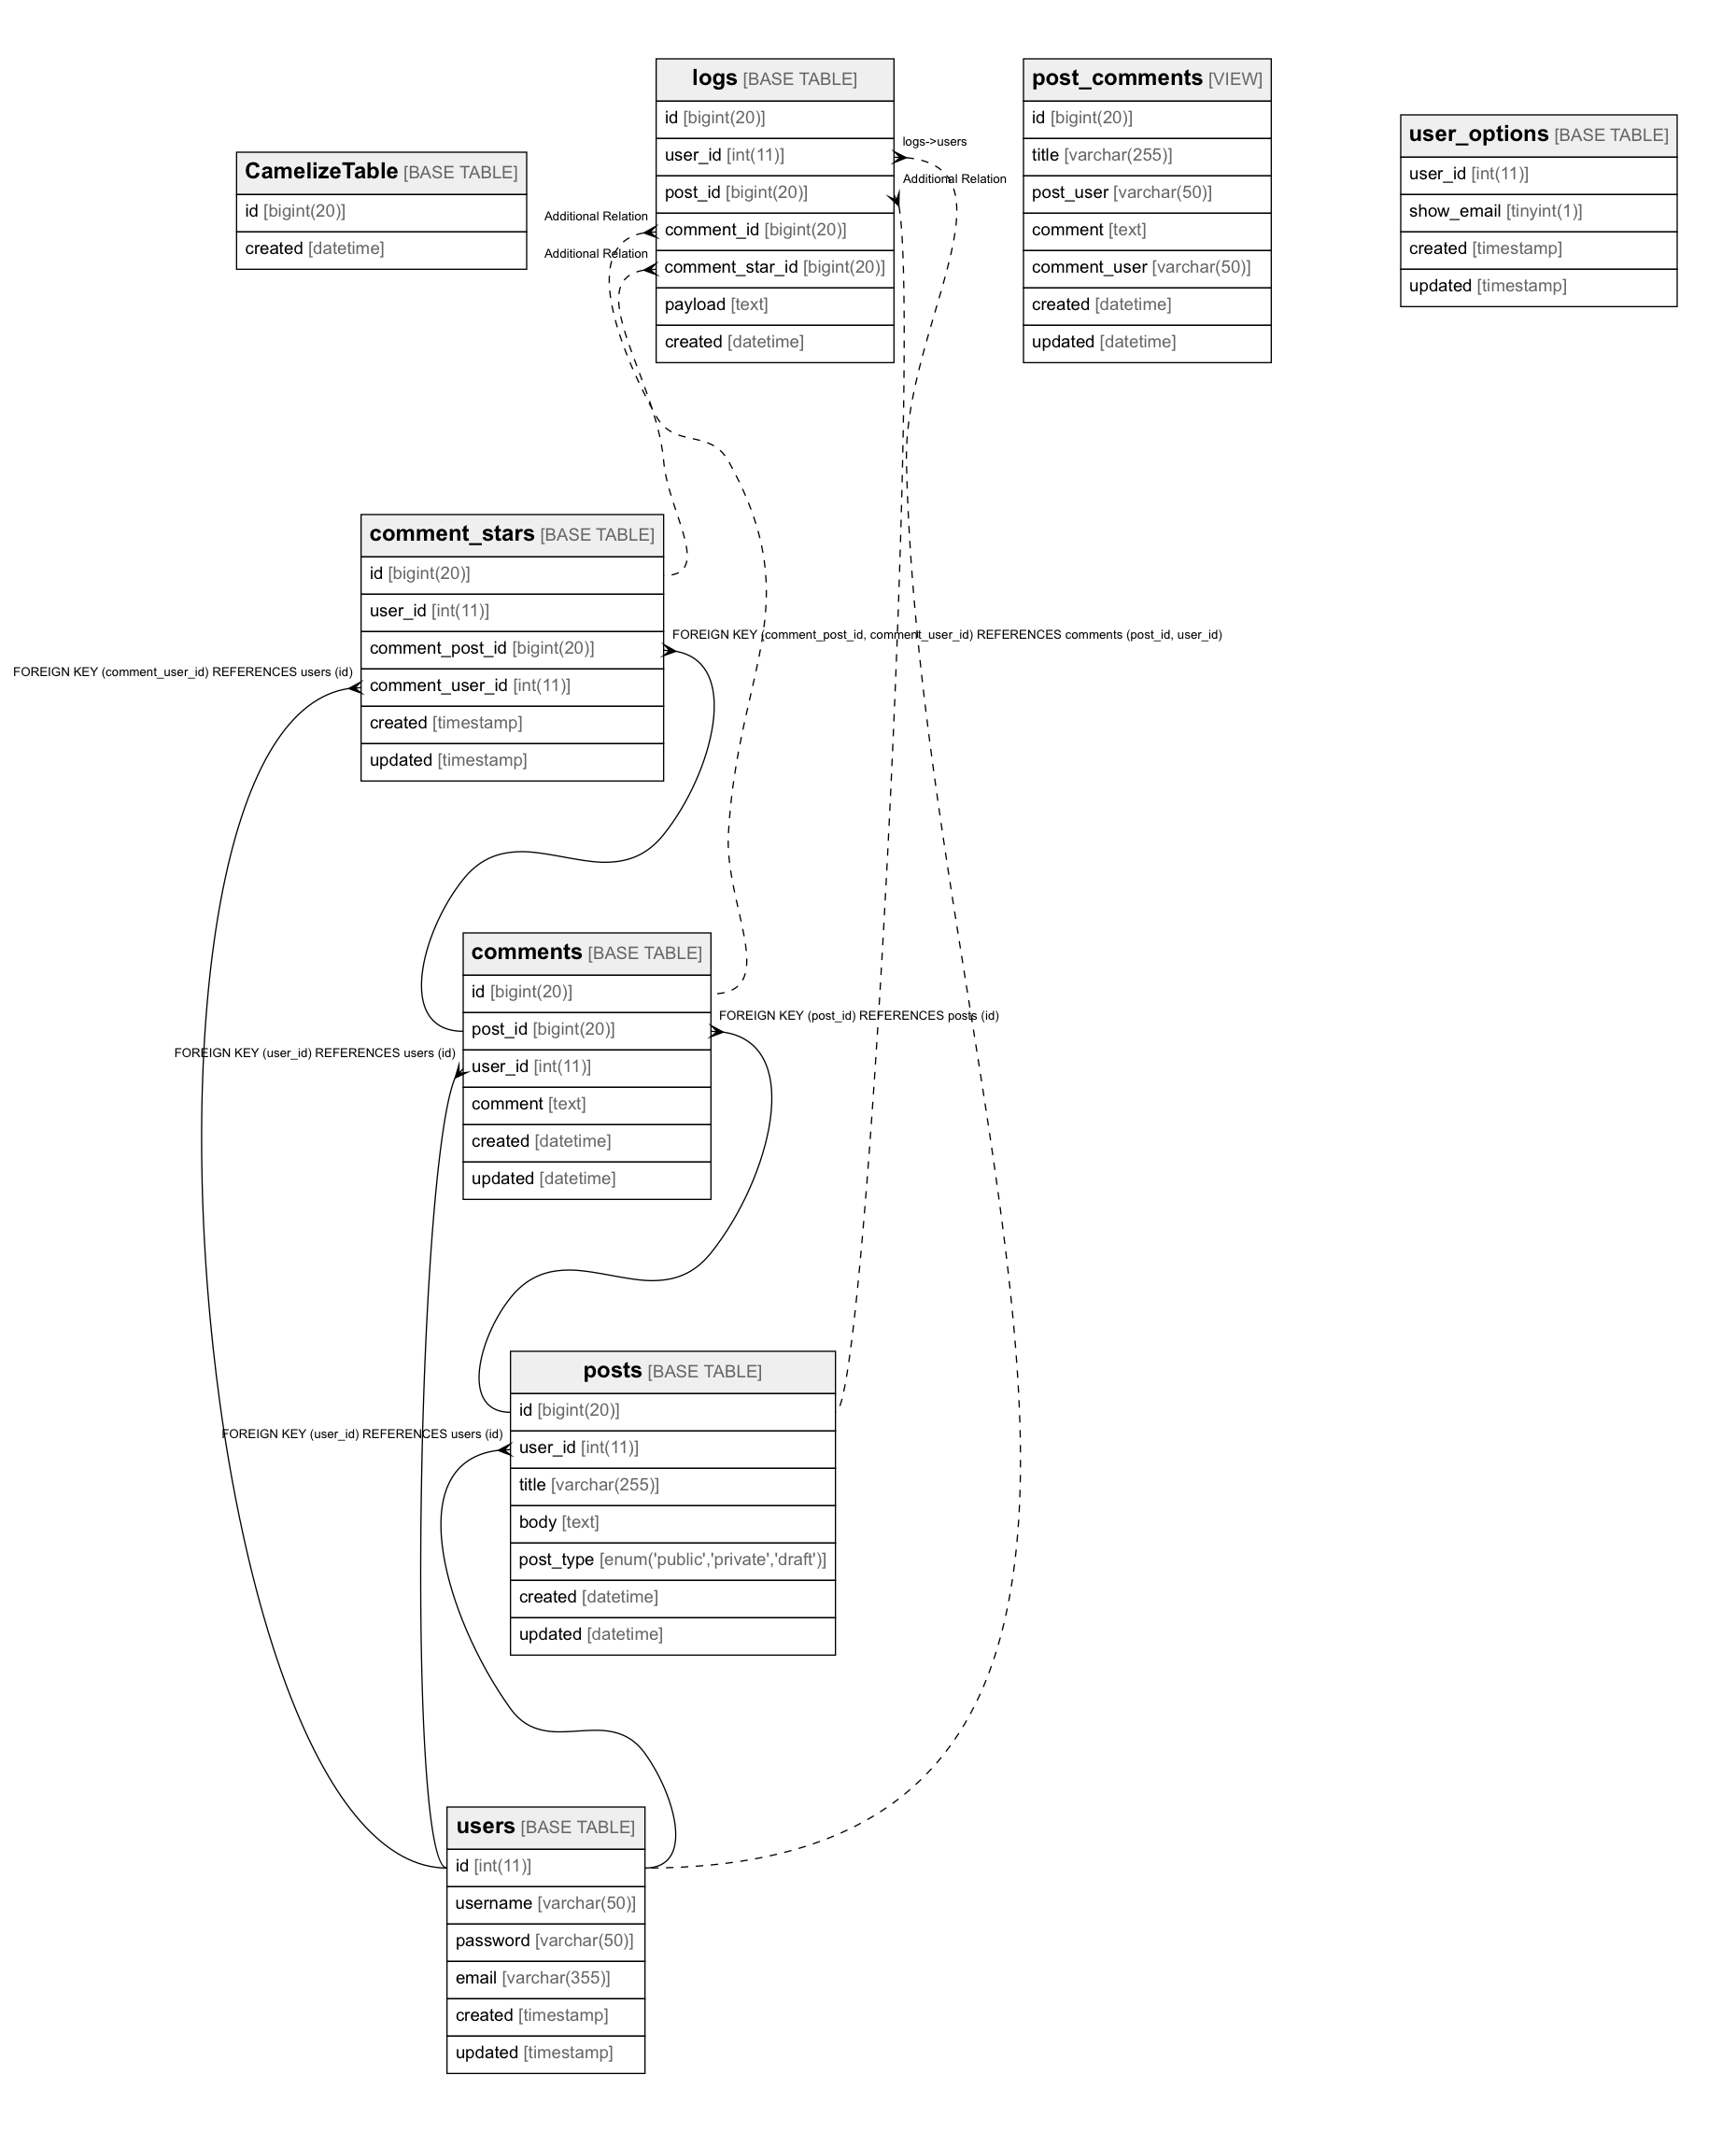 logs [BASE TABLE]
id [bigint(20)]
user_id [int(11)]
post_id [bigint(20)]
comment_id [bigint(20)]
comment_star_id [bigint(20)]
payload [text]
created [datetime]
logs->users
Additional Relation
Additional Relation
Additional Relation
post_comments [VIEW]
id [bigint(20)]
title [varchar(255)]
post_user [varchar(50)]
comment [text]
comment_user [varchar(50)]
created [datetime]
updated [datetime]
user_options [BASE TABLE]
user_id [int(11)]
show_email [tinyint(1)]
created [timestamp]
updated [timestamp]
CamelizeTable [BASE TABLE]
id [bigint(20)]
created [datetime]
comment_stars [BASE TABLE]
id [bigint(20)]
user_id [int(11)]
comment_post_id [bigint(20)]
comment_user_id [int(11)]
created [timestamp]
updated [timestamp]
FOREIGN KEY (comment_post_id, comment_user_id) REFERENCES comments (post_id, user_id)
FOREIGN KEY (comment_user_id) REFERENCES users (id)
comments [BASE TABLE]
id [bigint(20)]
post_id [bigint(20)]
user_id [int(11)]
comment [text]
created [datetime]
updated [datetime]
FOREIGN KEY (post_id) REFERENCES posts (id)
FOREIGN KEY (user_id) REFERENCES users (id)
posts [BASE TABLE]
id [bigint(20)]
user_id [int(11)]
title [varchar(255)]
body [text]
post_type [enum('public','private','draft')]
created [datetime]
updated [datetime]
FOREIGN KEY (user_id) REFERENCES users (id)
users [BASE TABLE]
id [int(11)]
username [varchar(50)]
password [varchar(50)]
email [varchar(355)]
created [timestamp]
updated [timestamp]